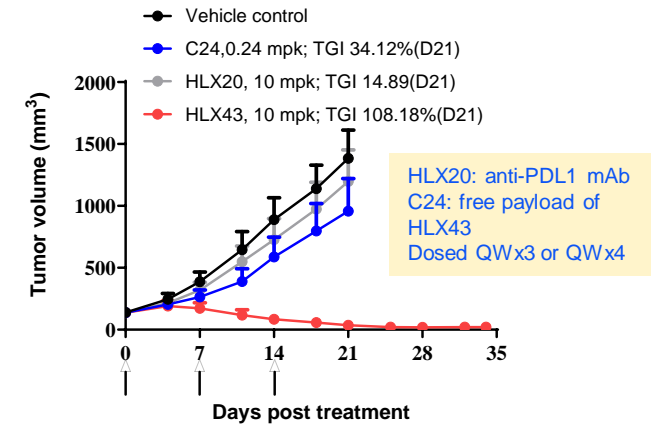 Vehicle control
C24,0.24 mpk; TGI 34.12%(D21)
HLX20, 10 mpk; TGI 14.89(D21)
HLX43, 10 mpk; TGI 108.18%(D21)
Tumor volume (mm³)
2000
1500
1000
500
0
0
7
14
21
28
35
Days post treatment
HLX20: anti-PDL1 mAb
C24: free payload of
HLX43
Dosed QWx3 or QWx4